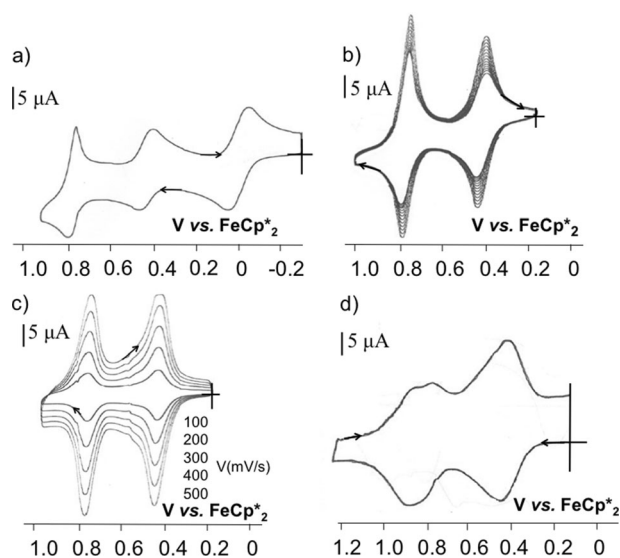 a)
5 μA
V vs. FeCp*2
1.0 0.8 0.6 0.4 0.2 0 -0.2
b)
5 μA
V vs. FeCp*2
1.0 0.8 0.6 0.4 0.2 0
c)
5 μA
100
200
300
V(mV/s)
400
500
V vs. FeCp*2
1.0 0.8 0.6 0.4 0.2 0
d)
5 μA
V vs. FeCp*2
1.2 1.0 0.8 0.6 0.4 0.2 0